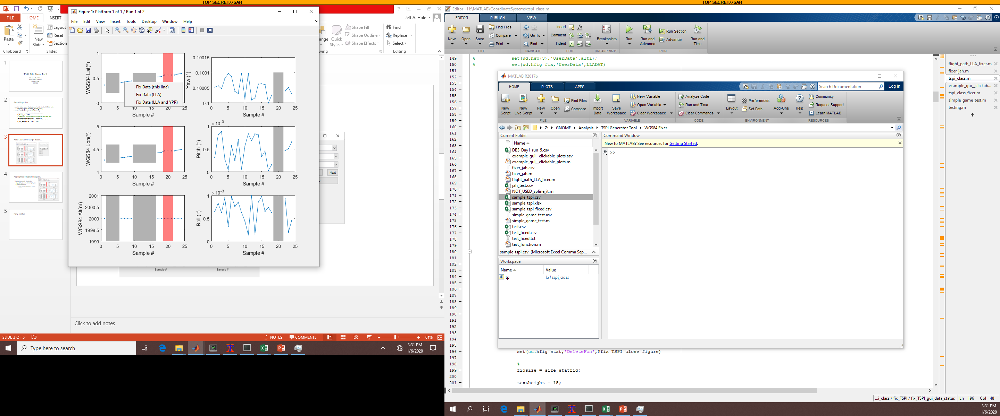 TOP SECRET//SAR
TOP SECRET//SAR
Figure 1: Platform 1 of 1 / Run 1 of 2
File Edit View Insert Tools Desktop Window Help
FILE HOME INSERT
Jeff A. Hole
Paste
Clipboard
New
Slide
Layout
Reset
Section
Slides
ange
Quick
Styles
Shape Fill
Shape Outline
Shape Effects
wing
Find
Replace
Select
Editing
1
TSPI File Fixer Tool
2
First things first
3
Here's what the script makes...
4
Highlighted Problem Regions
5
How To Use
WGS84 Lat(°)
1
0.5
0
0 5 10 15 20 25
Sample #
Fix Data (this line)
Fix Data (LLA)
Fix Data (LLA and YPR)
Yaw (°)
0.10015
0.1001
0.10005
0.1
0 5 10 15 20 25
Sample #
WGS84 Lon(°)
5
4.5
4
0 5 10 15 20 25
Sample #
×10-3
Pitch (°)
1
0.5
0
0 5 10 15 20 25
Sample #
WGS84 Alt(m)
2001
2000.5
2000
1999.5
1999
0 5 10 15 20 25
Sample #
×10-3
Roll (°)
1
0.5
0
0 5 10 15 20 25
Sample #
Next
Sample # Sample #
Click to add notes
SLIDE 3 OF 5
NOTES COMMENTS 81%
Type here to search
3:31 PM
1/6/2020
Editor - H:\MATLAB\CoordinateSystems\tspi_class.m
EDITOR PUBLISH VIEW
New Open Save
Find Files
Compare
Print
FILE
Go To
Find
NAVIGATE
Insert
Comment
Indent
EDIT
Breakpoints
BREAKPOINTS
Run
Run and
Advance
Run Section
Advance
Run and
Time
RUN
149 % set(ud.hsp(3),'UserData',alti);
150 % set(ud.hfig_fix,'UserData',LLADAT)
151
152
153
154
155
156
157
158
159
160
161
162
163
164
165
166
167
168
169
170
171
172
173
174
175
176
177
178
179
180
181
182
183
184
185
186
187
188
189
190
191
192
193
194
195
196 set(ud.hfig_stat,'DeleteFcn',@fix_TSPI_close_figure)
197
198 %
199 figsize = size_statfig;
200
201 textheight = 15;
flight_path_LLA_fixer.m
fixer_jah.m
tspi_class.m
example_gui__clickab...
tspi_class_fixer.m
simple_game_test.m
testing.m
MATLAB R2017b
HOME PLOTS APPS
Search Documentation
Log In
New
Script
New
Live Script
New
Open
Find Files
Compare
FILE
Import
Data
Save
Workspace
New Variable
Open Variable
Clear Workspace
VARIABLE
Analyze Code
Run and Time
Clear Commands
CODE
Layout
Preferences
Set Path
Add-Ons
ENVIRONMENT
Help
Community
Request Support
Learn MATLAB
RESOURCES
Z: GNOME Analysis TSPI Generator Tool WGS84 Fixer
Current Folder
Name
DB3_Day1_run_5.csv
example_gui__clickable_plots.asv
example_gui__clickable_plots.m
fixer_jah.asv
fixer_jah.m
flight_path_LLA_fixer.m
jah_test.csv
NOT_USED_spline_it.m
sample_tspi.csv
sample_tspi.xlsx
sample_tspi_fixed.csv
simple_game_test.asv
simple_game_test.m
test.csv
test_fixed.csv
test_fixed.txt
test_function.m
sample_tspi.csv (Microsoft Excel Comma Sep...
Workspace
Name Value
tp 1x1 tspi_class
Command Window
New to MATLAB? See resources for Getting Started.
fx >>
...i_class / fix_TSPI / fix_TSPI_gui_data_status Ln 196 Col 48
3:31 PM
1/6/2020